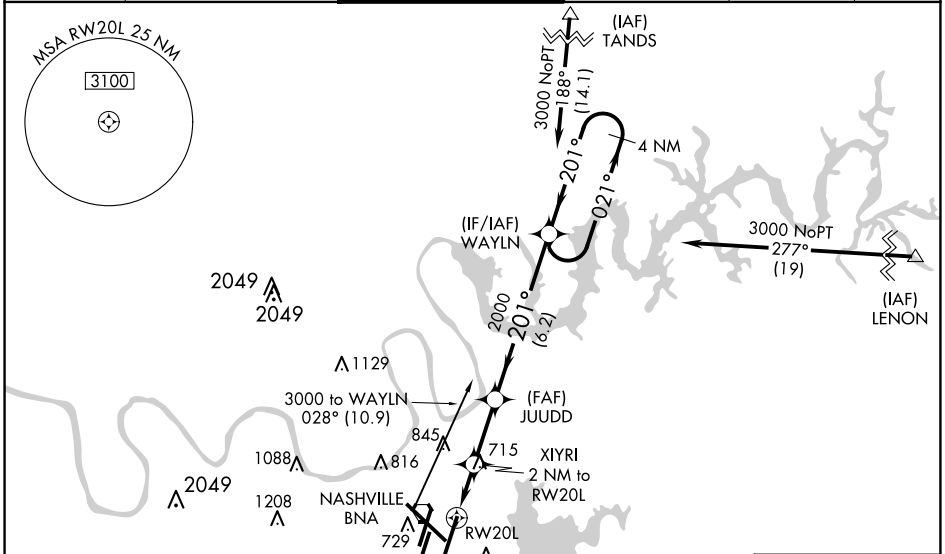 MSA RW20L 25 NM
3100
(IAF)
TANDS
3000 NoPT
188°
(14.1)
201°
021°
4 NM
(IF/IAF)
WAYLN
3000 NoPT
277°
(19)
(IAF)
LENON
2049
2049
2000
201°
(6.2)
1129
3000 to WAYLN
028° (10.9)
(FAF)
JUUDD
845
715
XIYRI
2 NM to
RW20L
1088
816
2049
1208
NASHVILLE
BNA
729
RW20L